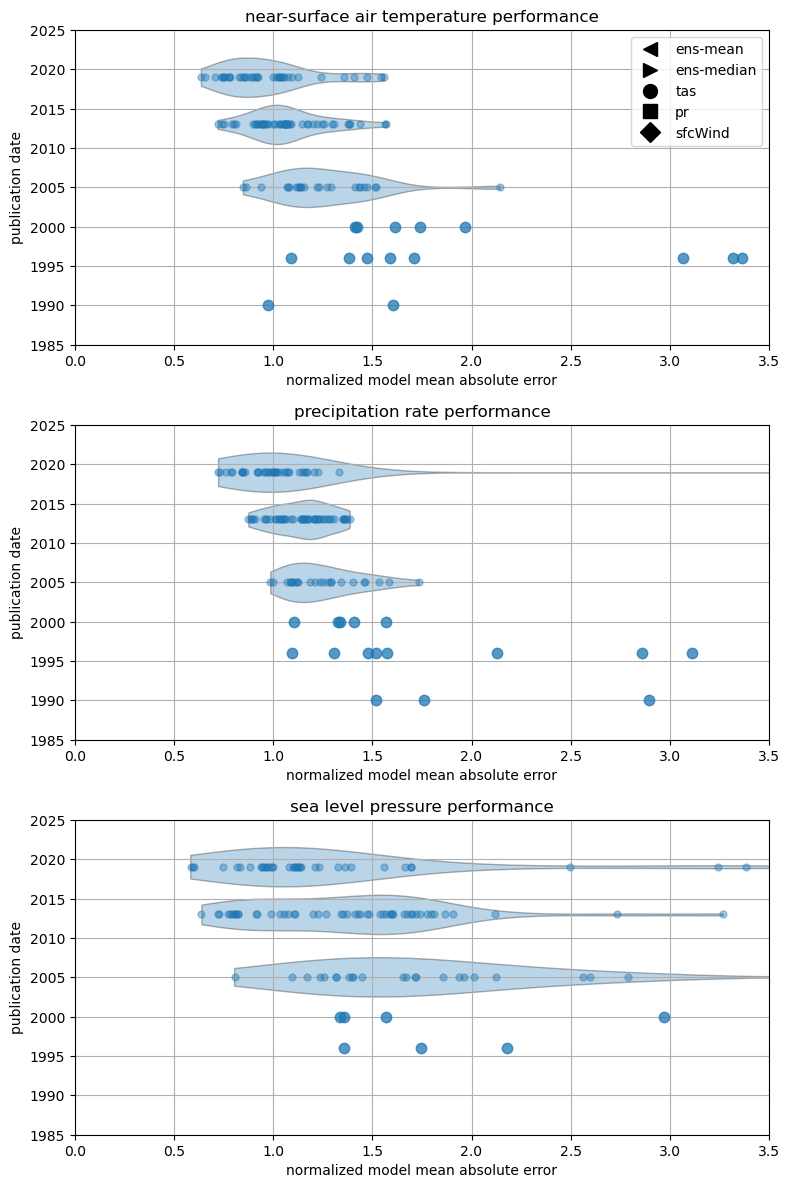 near-surface air temperature performance
2025
2020
2015
2010
2005
2000
1995
1990
1985
publication date
ens-mean
ens-median
tas
pr
sfcWind
0.0 0.5 1.0 1.5 2.0 2.5 3.0 3.5
normalized model mean absolute error
precipitation rate performance
2025
2020
2015
2010
2005
2000
1995
1990
1985
publication date
0.0 0.5 1.0 1.5 2.0 2.5 3.0 3.5
normalized model mean absolute error
sea level pressure performance
2025
2020
2015
2010
2005
2000
1995
1990
1985
publication date
0.0 0.5 1.0 1.5 2.0 2.5 3.0 3.5
normalized model mean absolute error